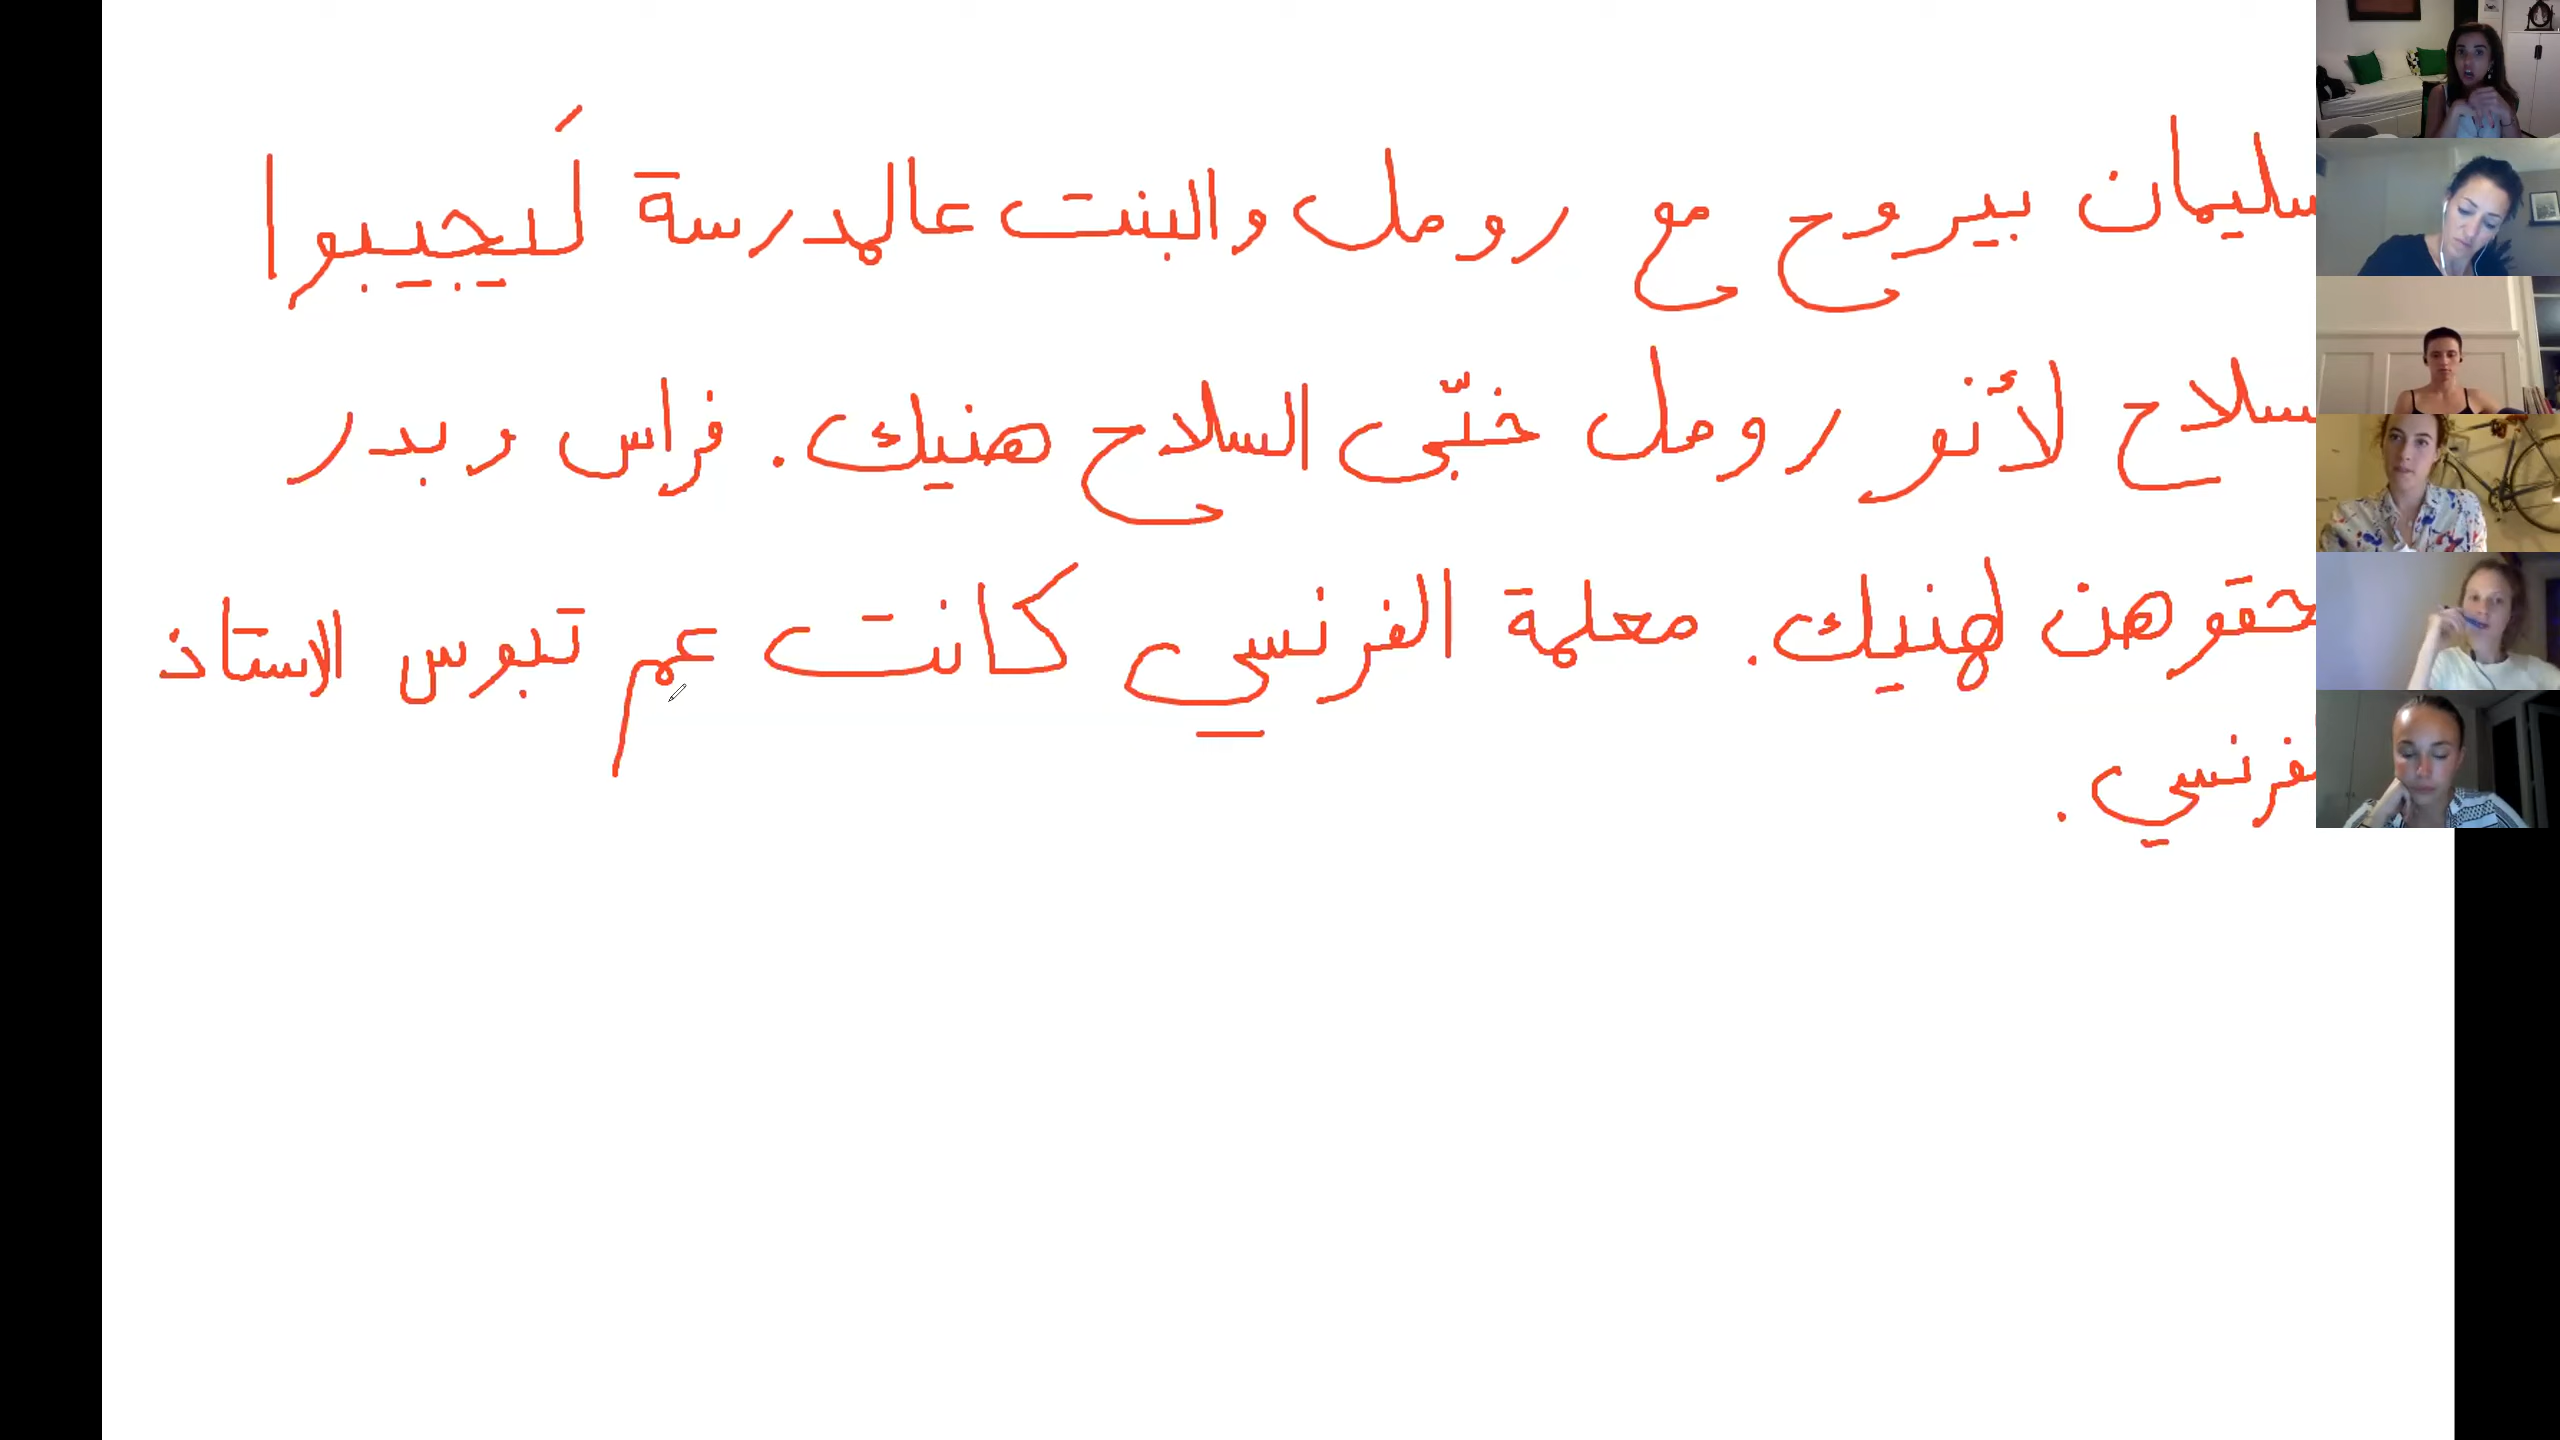 سليمان بيروح مع رومل والبنت عالمدرسة لَيجيبوا
سلاح لأنو رومل خبّى السلاح هنيك. فراس وبدر
حقوهن لهنيك. معلمة الفرنسي كانت عم تبوس الاستاذ
فرنسي.